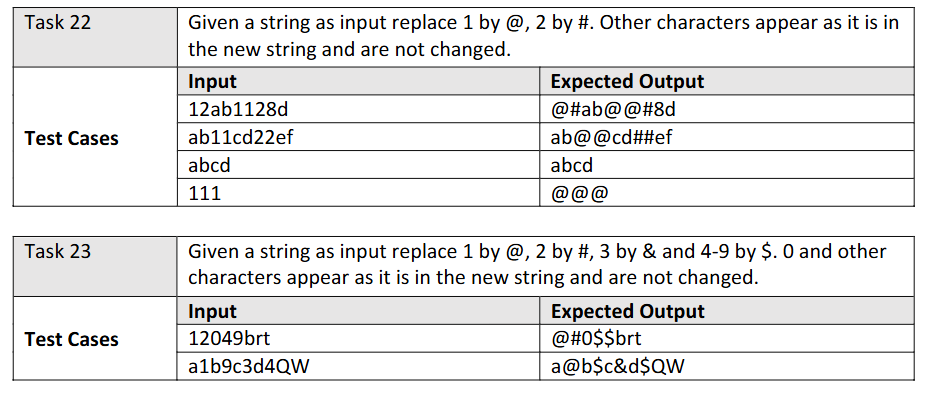 Task 22
Given a string as input replace 1 by @, 2 by #. Other characters appear as it is in
the new string and are not changed.
Test Cases
Input Expected Output
12ab1128d @#ab@@#8d
ab11cd22ef ab@@cd##ef
abcd abcd
111 @@@
Task 23
Given a string as input replace 1 by @, 2 by #, 3 by & and 4-9 by $. 0 and other
characters appear as it is in the new string and are not changed.
Test Cases
Input Expected Output
12049brt @#0$$brt
a1b9c3d4QW a@b$c&d$QW